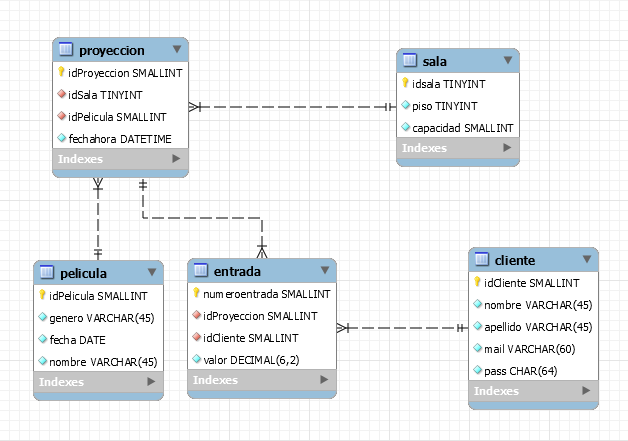 proyeccion
idProyeccion SMALLINT
idSala TINYINT
idPelicula SMALLINT
fechahora DATETIME
Indexes
sala
idsala TINYINT
piso TINYINT
capacidad SMALLINT
Indexes
pelicula
idPelicula SMALLINT
genero VARCHAR(45)
fecha DATE
nombre VARCHAR(45)
Indexes
entrada
numeroentrada SMALLINT
idProyeccion SMALLINT
idCliente SMALLINT
valor DECIMAL(6,2)
Indexes
cliente
idCliente SMALLINT
nombre VARCHAR(45)
apellido VARCHAR(45)
mail VARCHAR(60)
pass CHAR(64)
Indexes